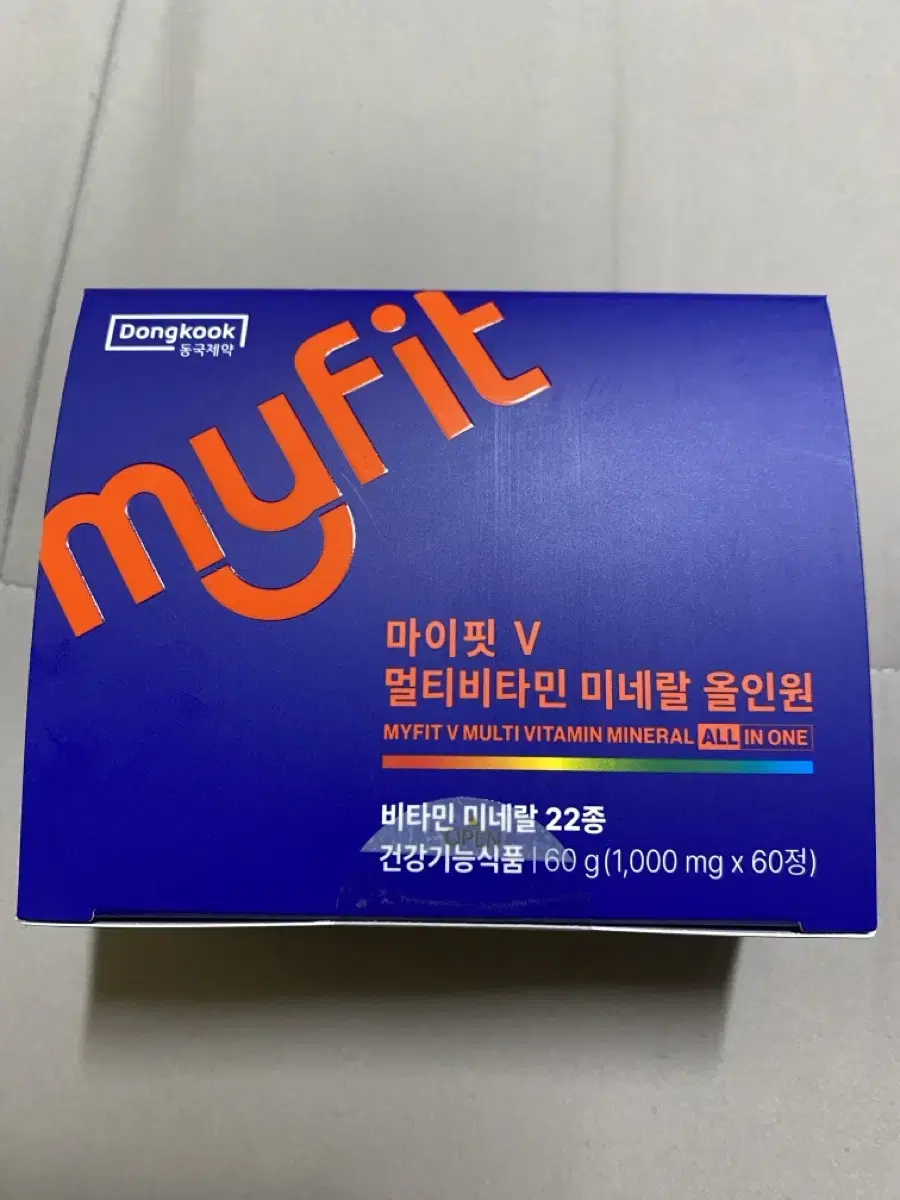 Dongkook
동국제약
myfit
마이핏 V
멀티비타민 미네랄 올인원
MYFIT V MULTI VITAMIN MINERAL ALL IN ONE
비타민 미네랄 22종
OPEN
건강기능식품 | 60 g (1,000 mg x 60정)